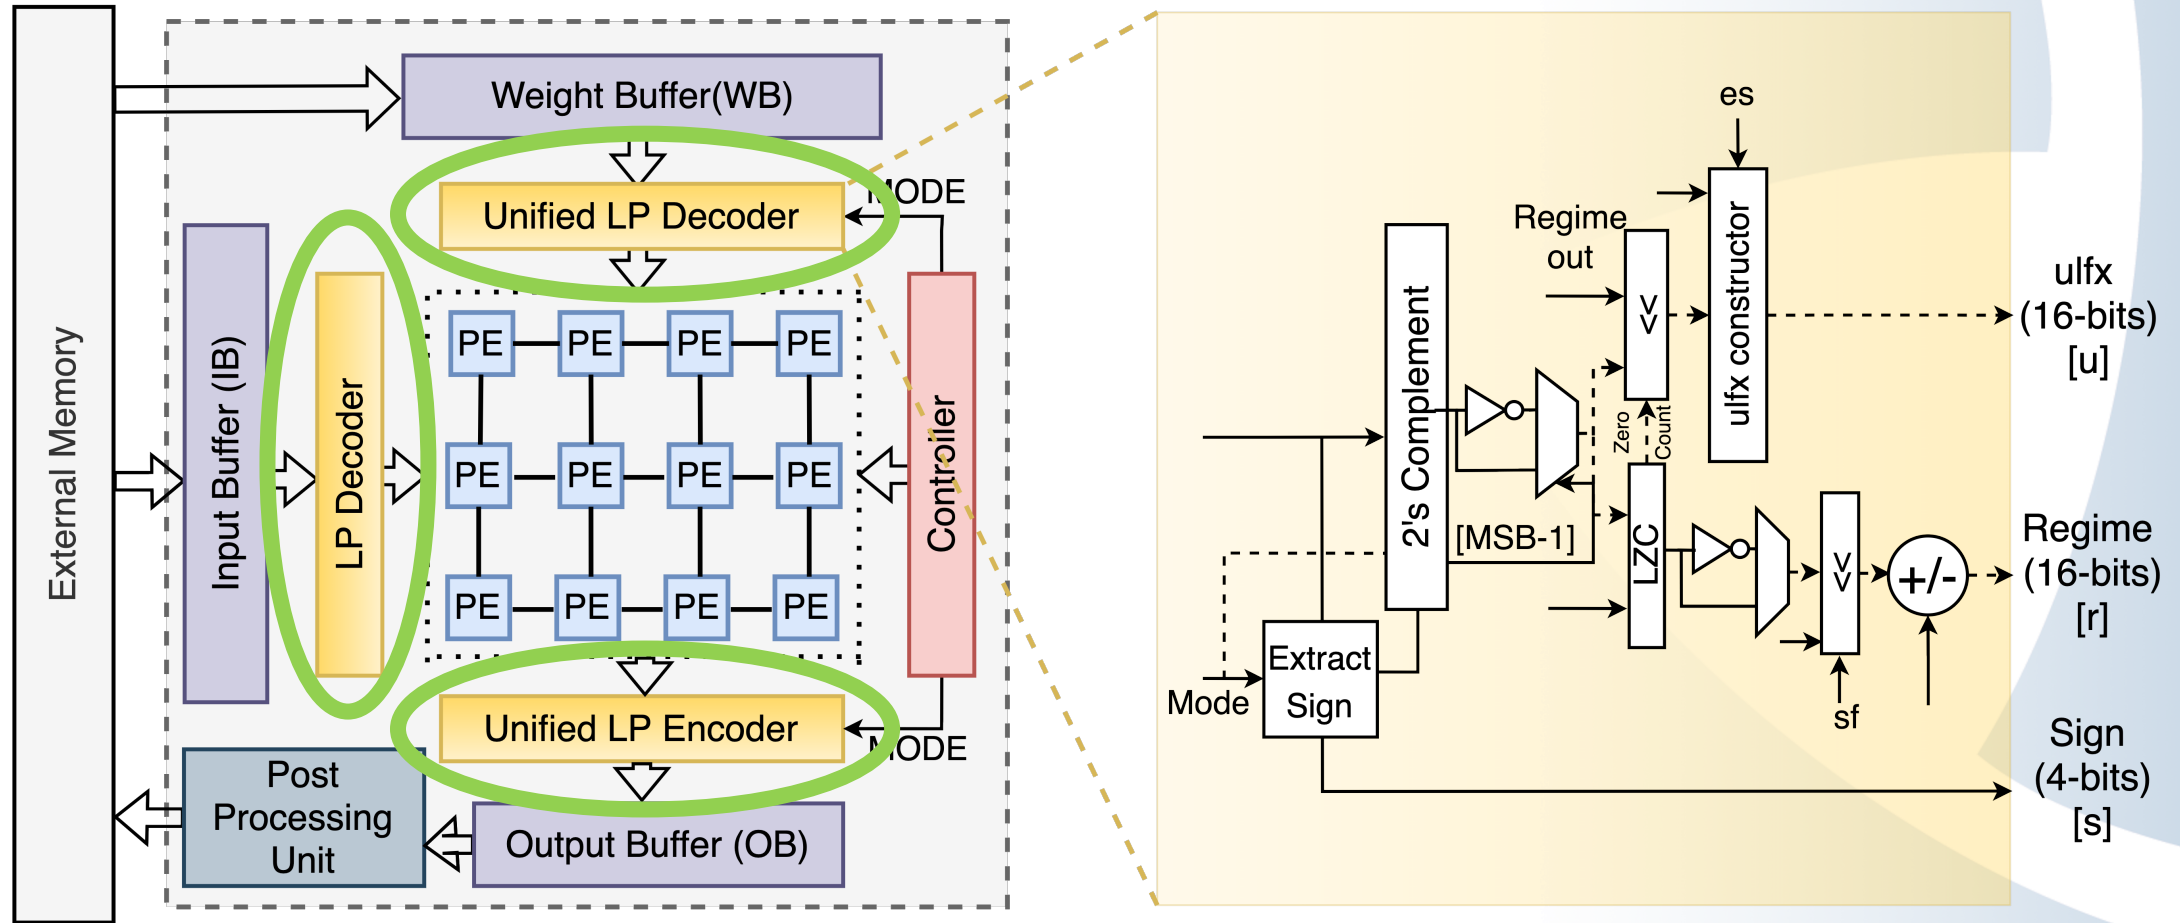 External Memory
Weight Buffer(WB)
Unified LP Decoder
MODE
Input Buffer (IB)
LP Decoder
PE PE PE PE
PE PE PE PE
PE PE PE PE
Controller
Unified LP Encoder
MODE
Post
Processing
Unit
Output Buffer (OB)
es
Regime
out
<<
ulfx constructor
2's Complement
Zero
Count
[MSB-1]
LZC
<<
+/-
sf
Extract
Sign
Mode
ulfx
(16-bits)
[u]
Regime
(16-bits)
[r]
Sign
(4-bits)
[s]